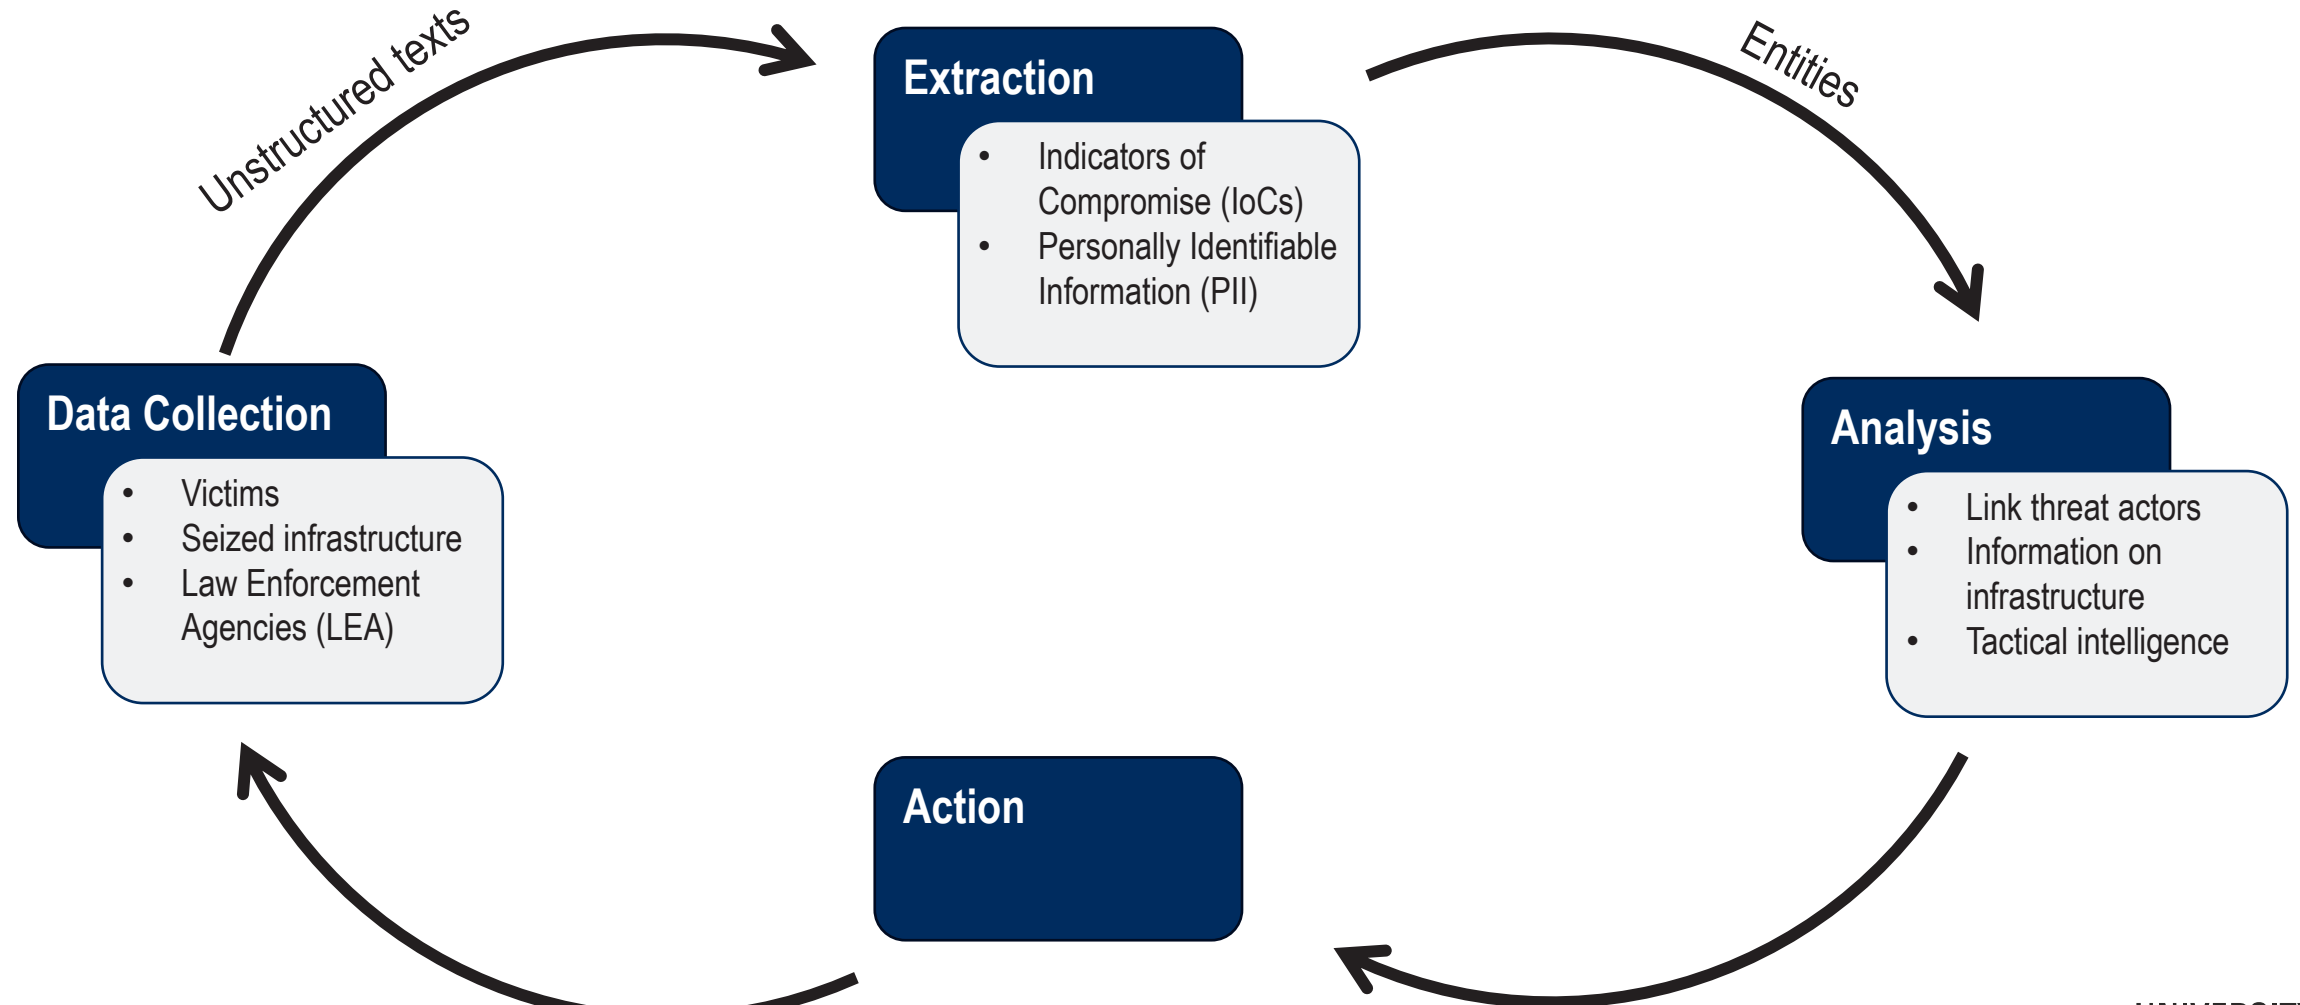 Unstructured texts
Extraction
• Indicators of
Compromise (IoCs)
• Personally Identifiable
Information (PII)
Entities
Data Collection
• Victims
• Seized infrastructure
• Law Enforcement
Agencies (LEA)
Analysis
• Link threat actors
• Information on
infrastructure
• Tactical intelligence
Action